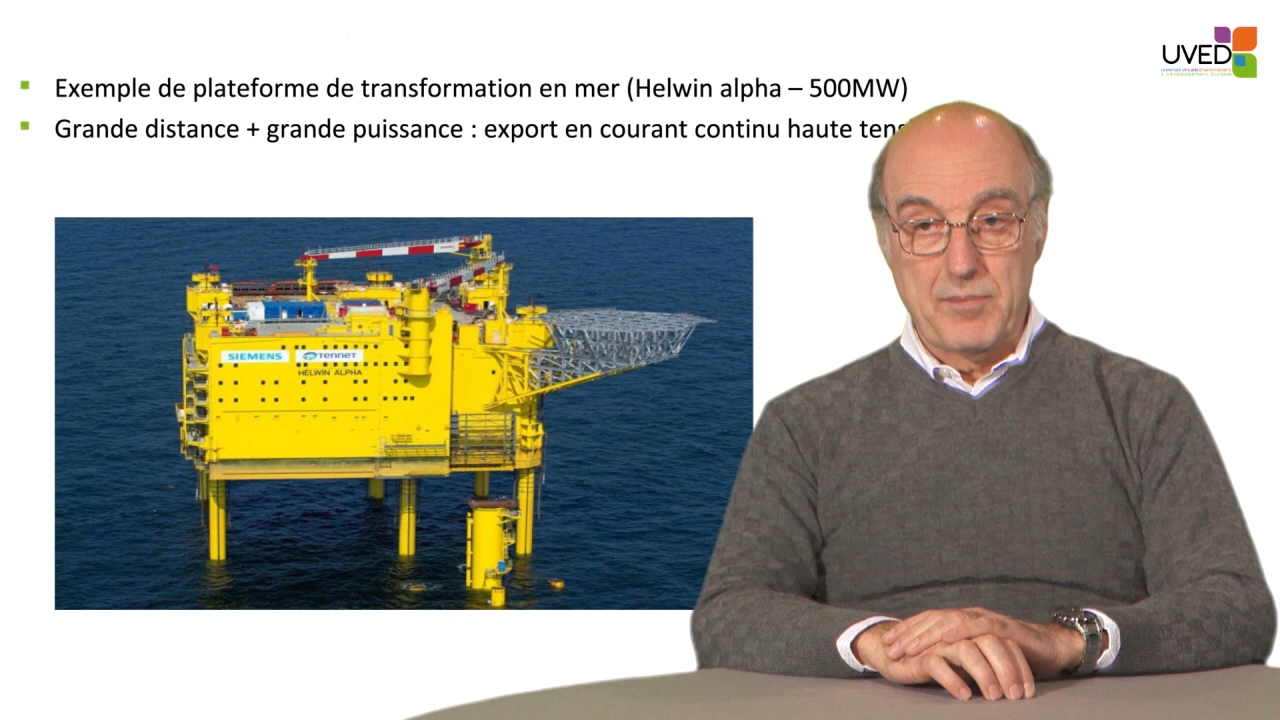 UVED
Exemple de plateforme de transformation en mer (Helwin alpha – 500MW)
Grande distance + grande puissance : export en courant continu haute
SIEMENS TENNET
HELWIN ALPHA